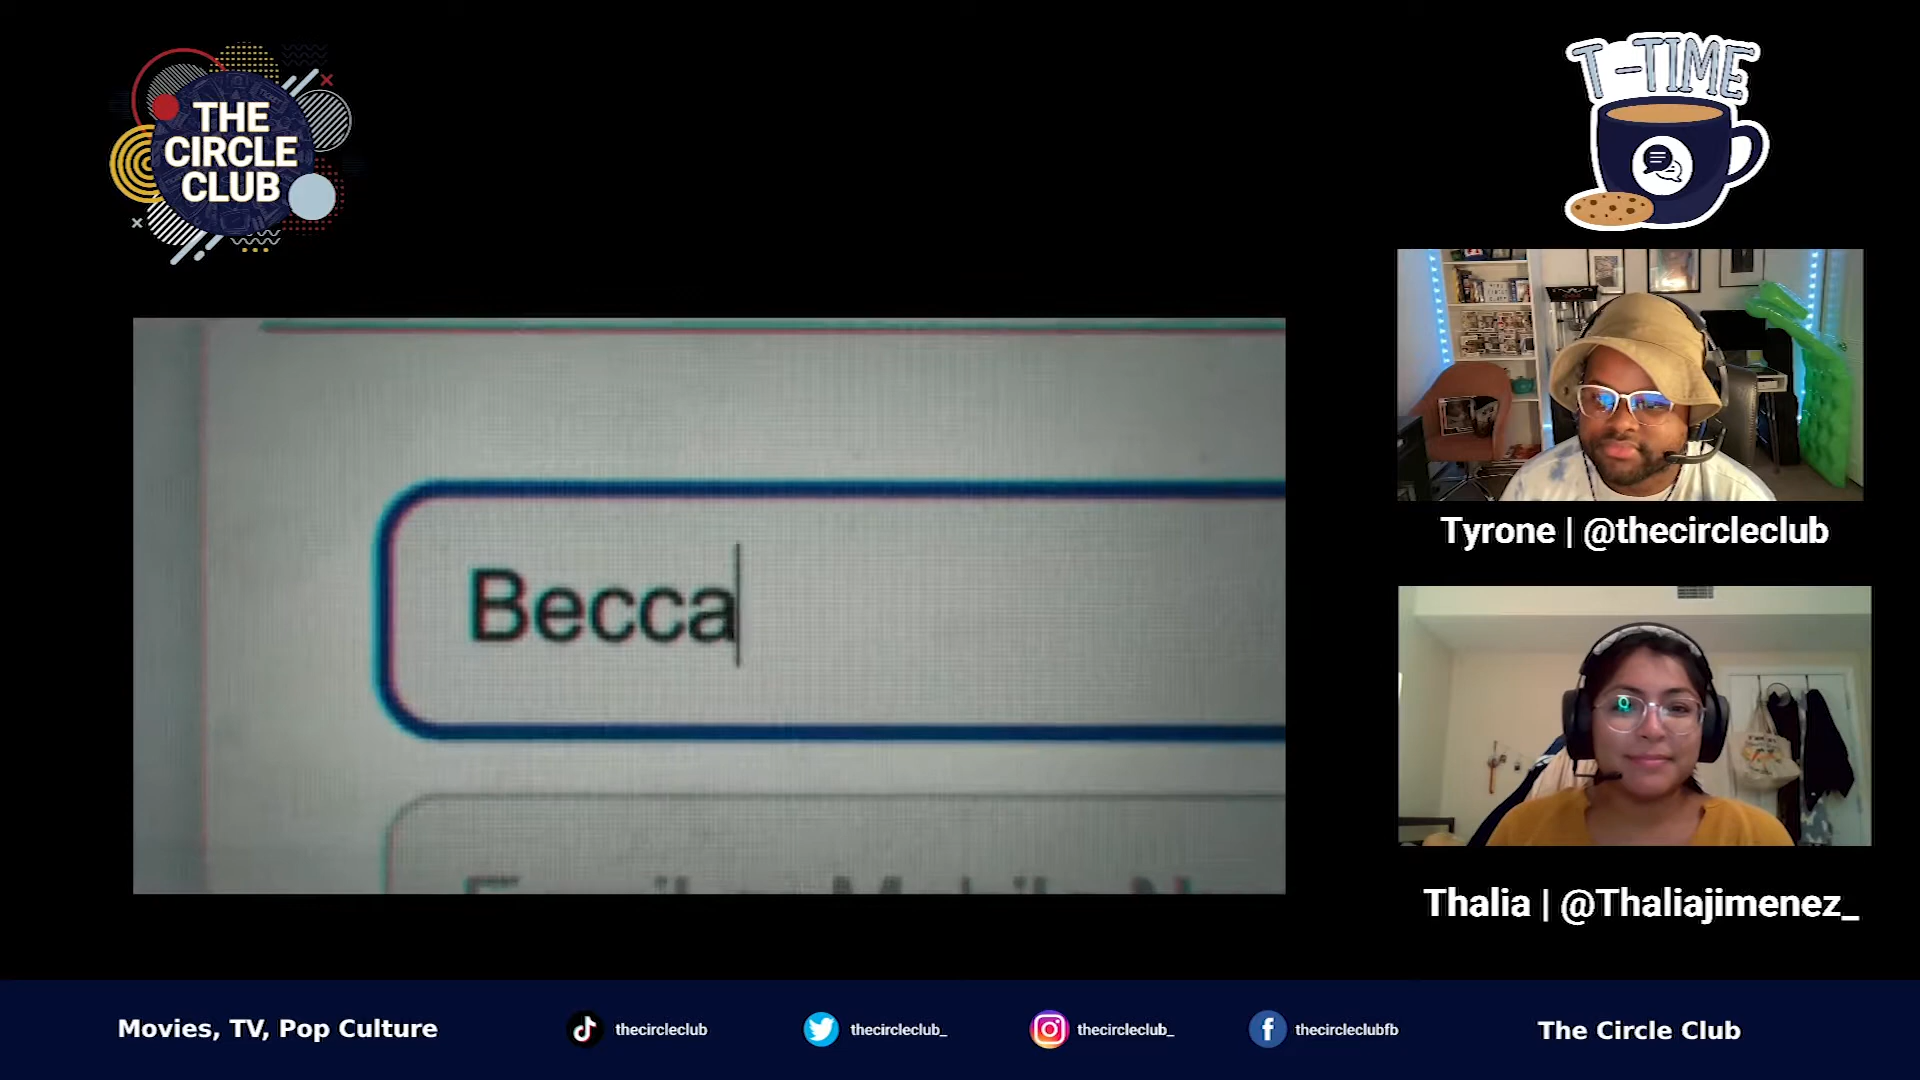 THE
CIRCLE
CLUB
T-TIME
Becca
Tyrone | @thecircleclub
Thalia | @Thaliajimenez_
Movies, TV, Pop Culture
thecircleclub
thecircleclub_
thecircleclub_
thecircleclubfb
The Circle Club